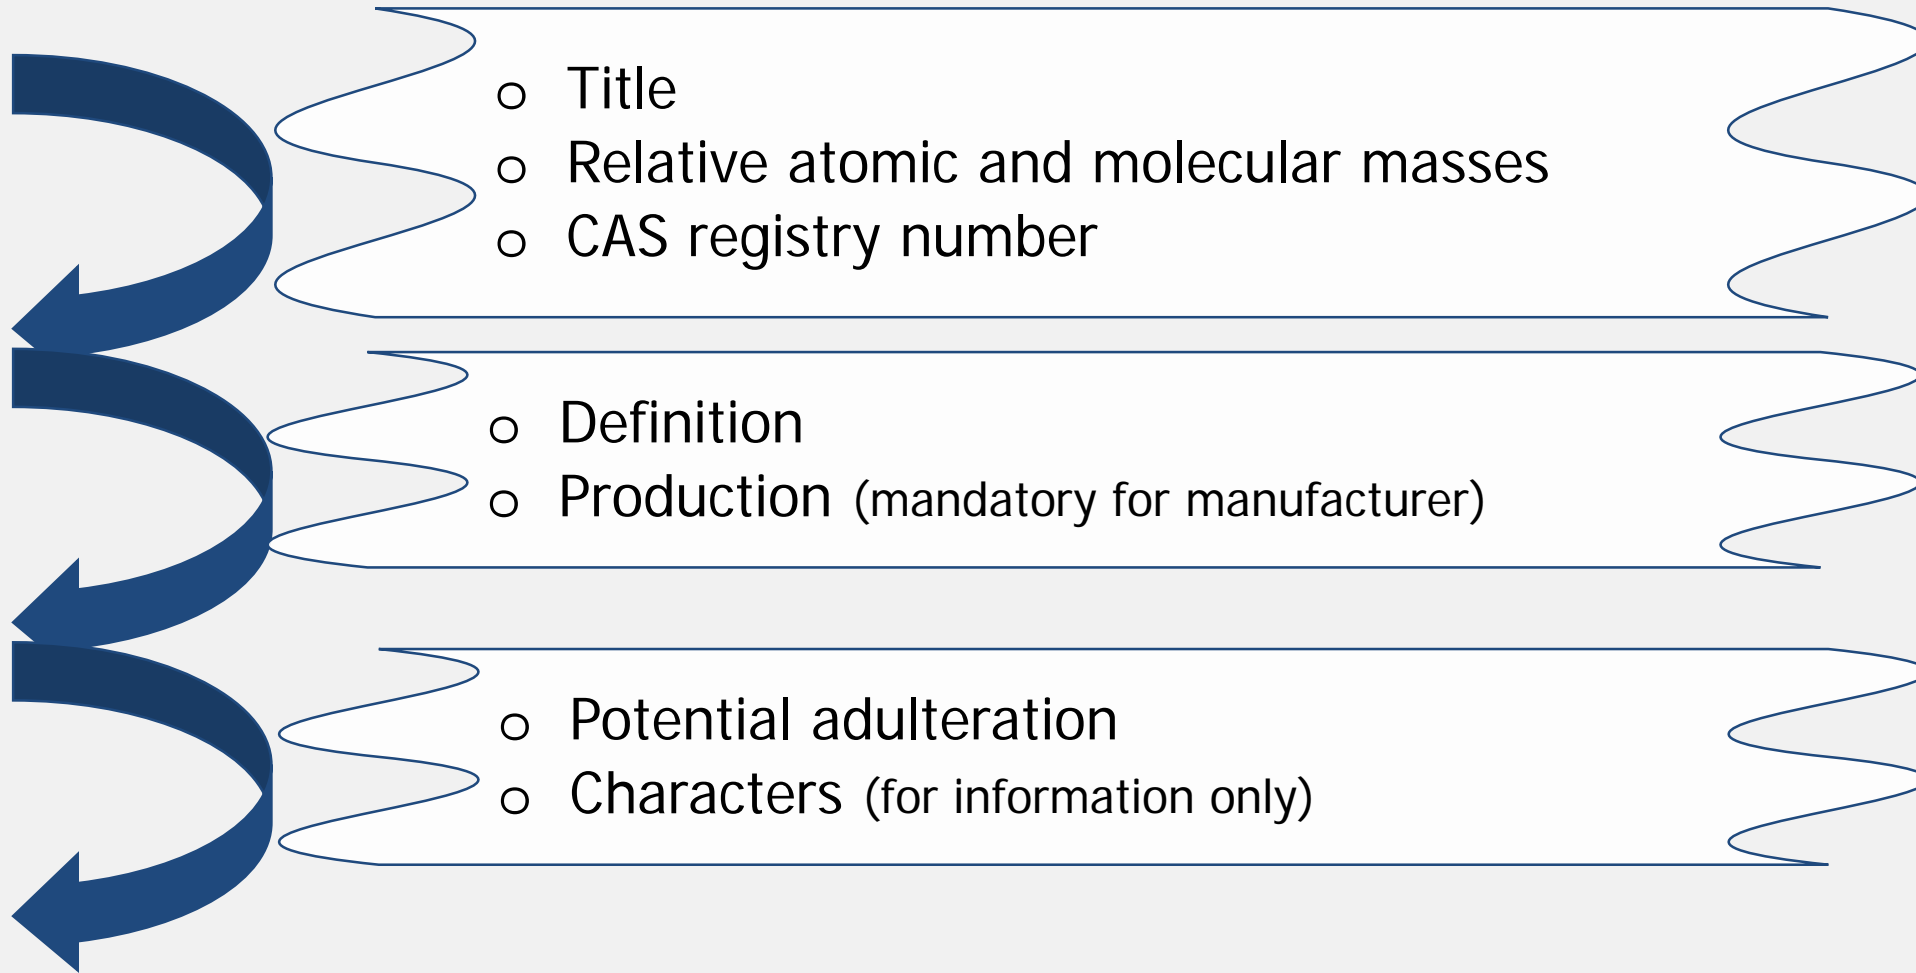 o Title
o Relative atomic and molecular masses
o CAS registry number
o Definition
o Production (mandatory for manufacturer)
o Potential adulteration
o Characters (for information only)